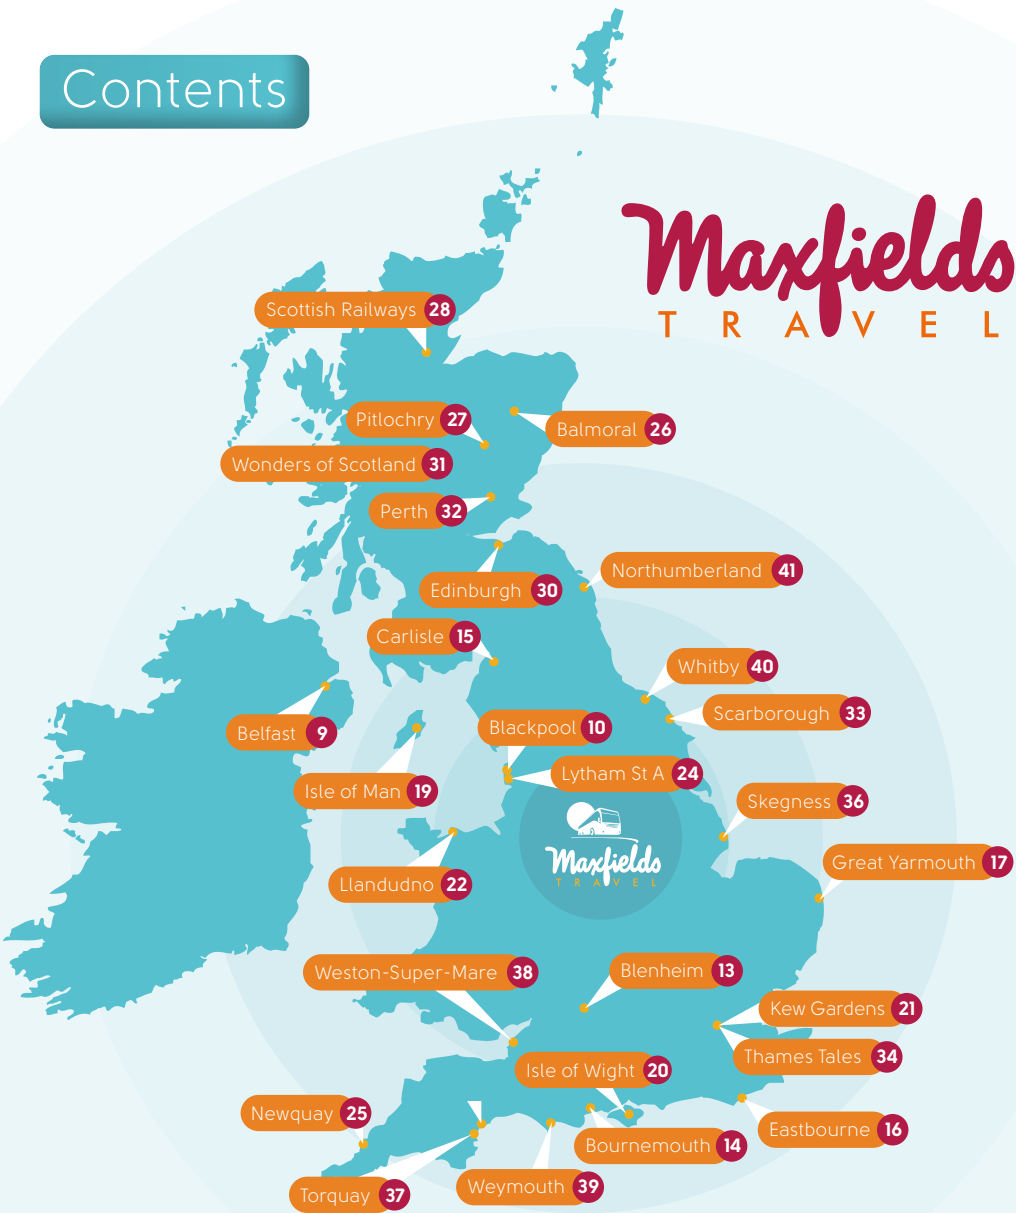 Contents
Maxfields
TRAVEL
Scottish Railways 28
Pitlochry 27
Balmoral 26
Wonders of Scotland 31
Perth 32
Northumberland 41
Edinburgh 30
Carlisle 15
Whitby 40
Scarborough 33
Blackpool 10
Belfast 9
Lytham St A 24
Isle of Man 19
Skegness 36
Maxfields
TRAVEL
Great Yarmouth 17
Llandudno 22
Weston-Super-Mare 38
Blenheim 13
Kew Gardens 21
Thames Tales 34
Isle of Wight 20
Newquay 25
Eastbourne 16
Bournemouth 14
Weymouth 39
Torquay 37